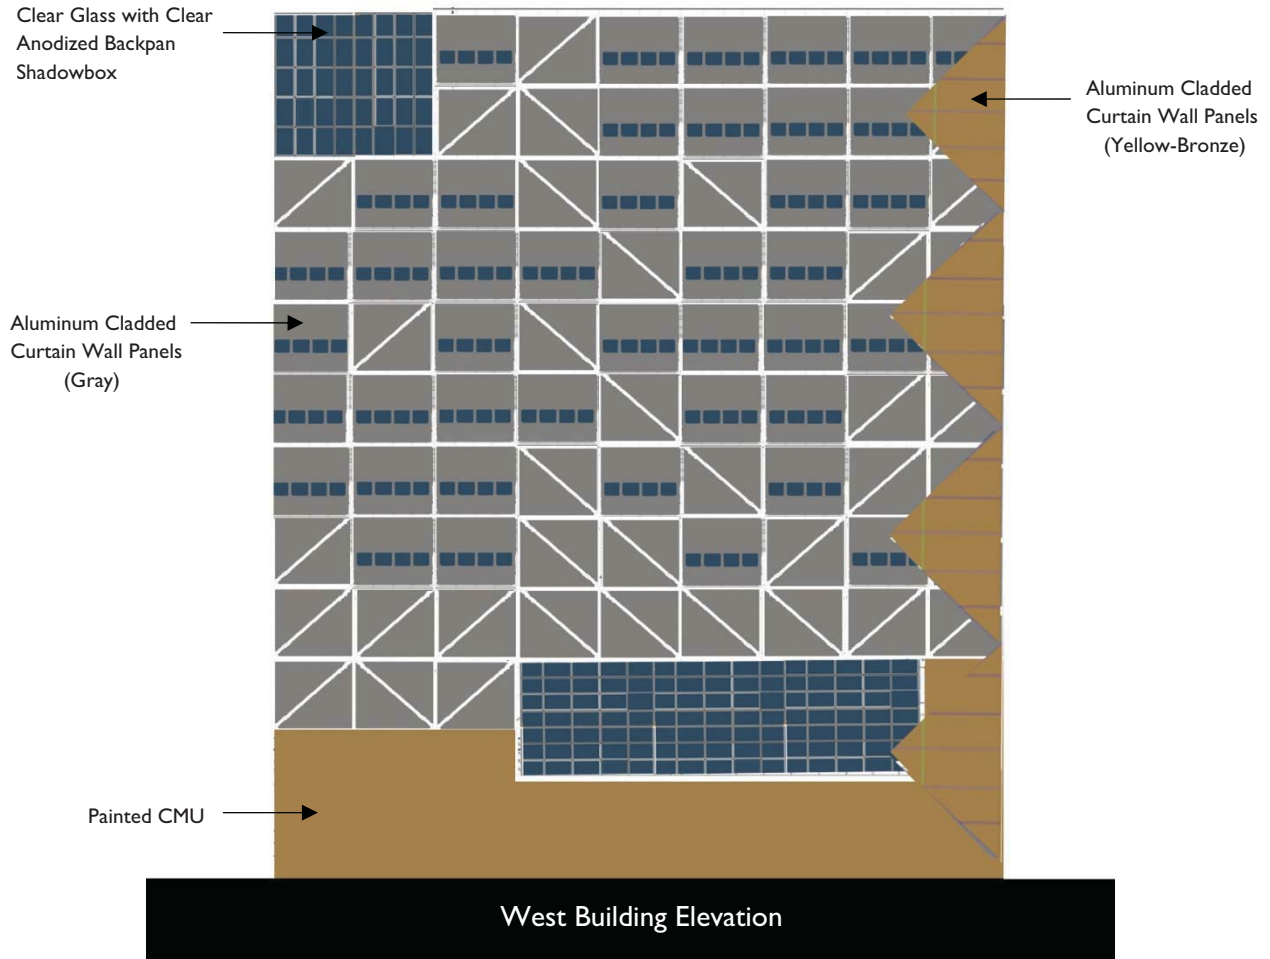 Clear Glass with Clear
Anodized Backpan
Shadowbox
Aluminum Cladded
Curtain Wall Panels
(Yellow-Bronze)
Aluminum Cladded
Curtain Wall Panels
(Gray)
Painted CMU
West Building Elevation